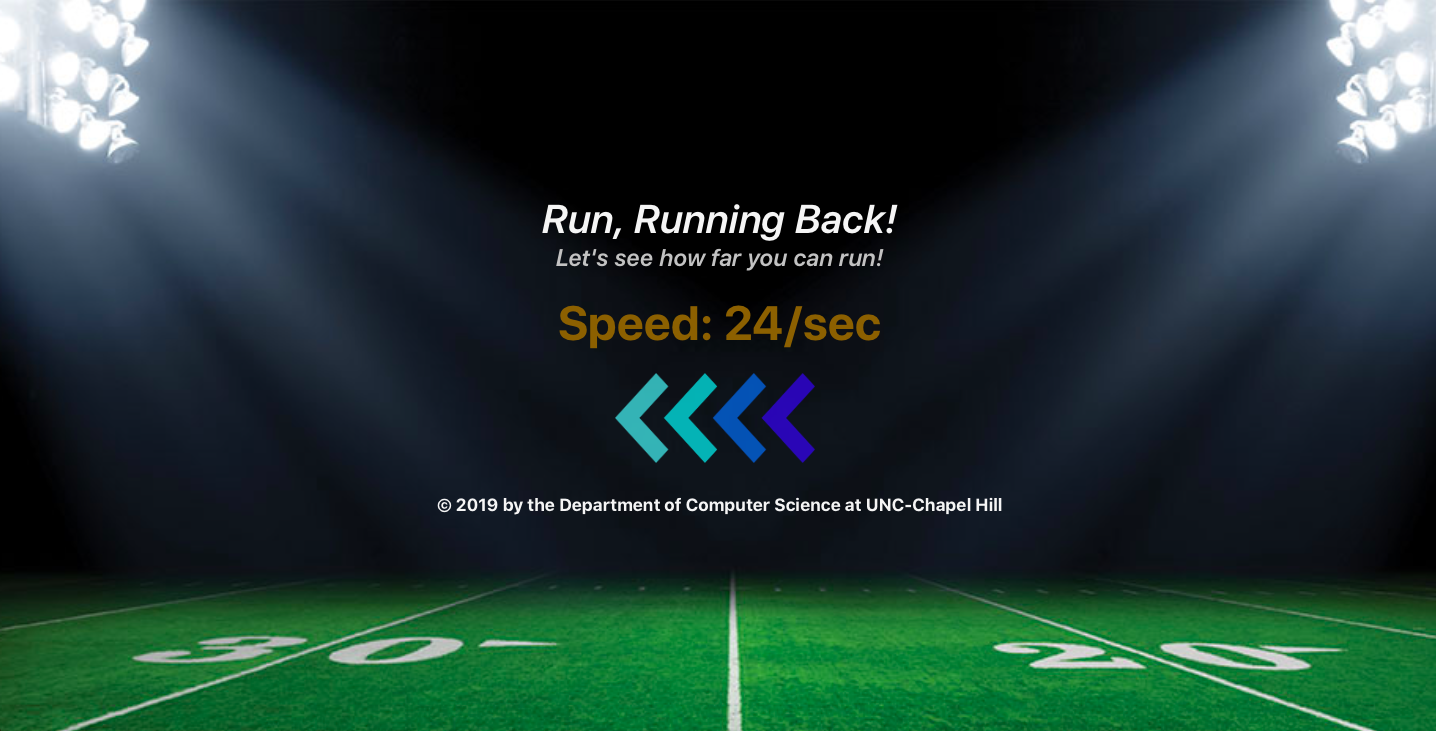 Run, Running Back!
Let's see how far you can run!
Speed: 24/sec
© 2019 by the Department of Computer Science at UNC-Chapel Hill
30 20